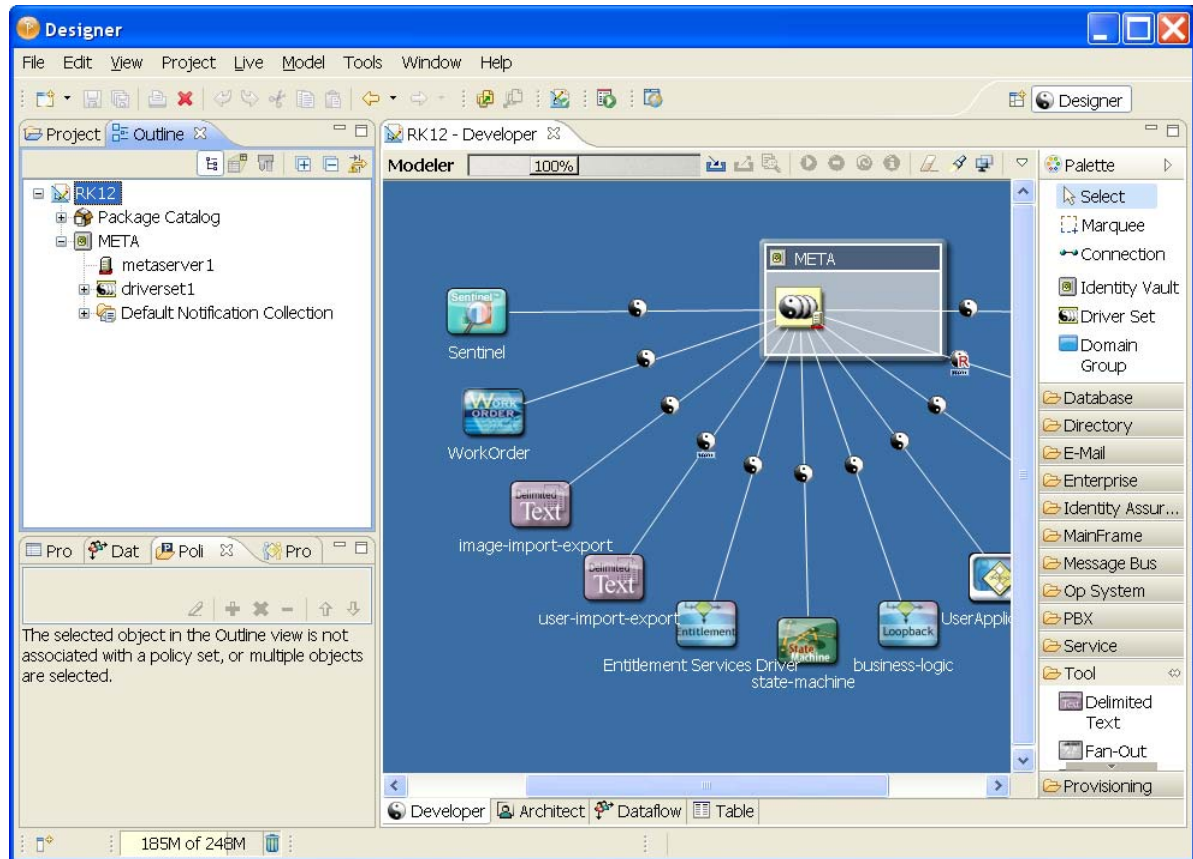 Designer
File Edit View Project Live Model Tools Window Help
Designer
Project Outline
RK12
Package Catalog
META
metaserver1
driverset1
Default Notification Collection
Pro Dat Poli Pro
The selected object in the Outline view is not
associated with a policy set, or multiple objects
are selected.
RK12 - Developer
Modeler 100%
META
Sentinel
Sentinel
WORK
ORDER
WorkOrder
Delimited
Text
image-import-export
Delimited
Text
user-import-export
Entitlement
Entitlement Services Driver
State
Machine
state-machine
Loopback
business-logic
UserAppli
R
Developer Architect Dataflow Table
Palette
Select
Marquee
Connection
Identity Vault
Driver Set
Domain
Group
Database
Directory
E-Mail
Enterprise
Identity Assur...
MainFrame
Message Bus
Op System
PBX
Service
Tool
Delimited
Text
Fan-Out
Provisioning
185M of 248M